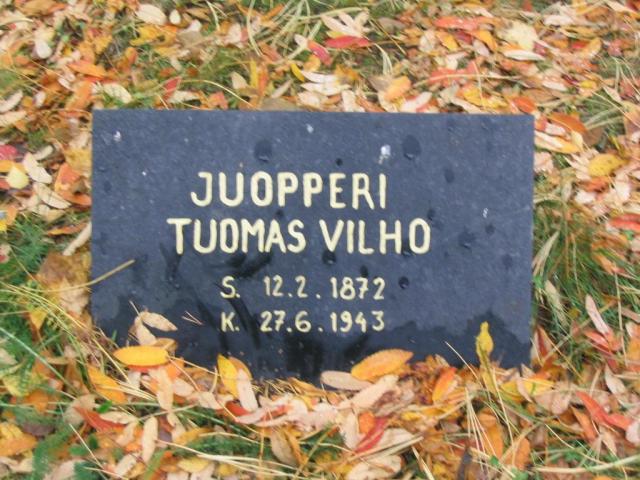 JUOPPERI
TUOMAS VILHO
S. 12.2.1872
K. 27.6.1943